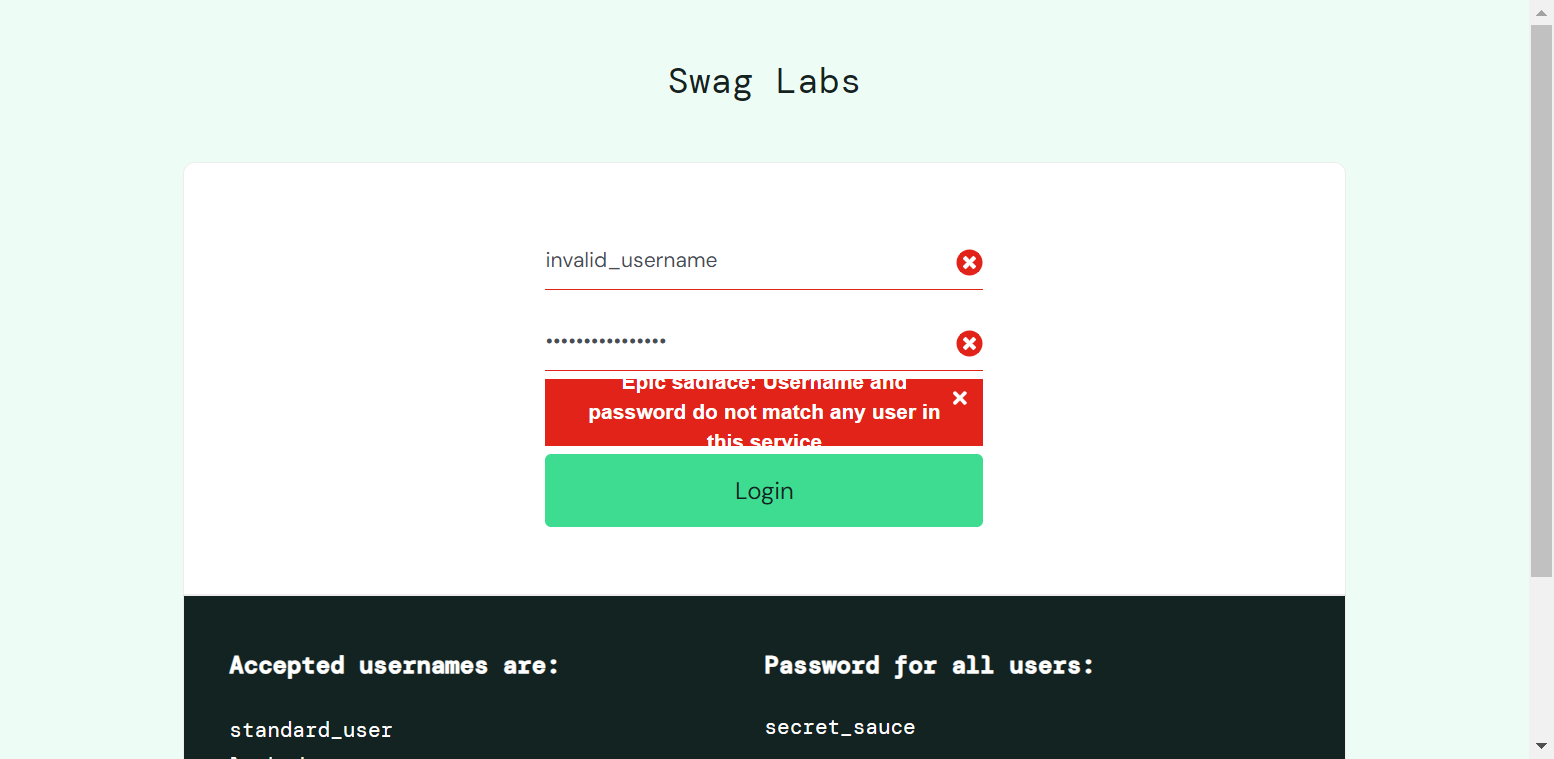 Swag Labs
invalid_username
••••••••••••••••
Epic sadface: Username and
password do not match any user in
this service
Login
Accepted usernames are:
Password for all users:
standard_user
secret_sauce